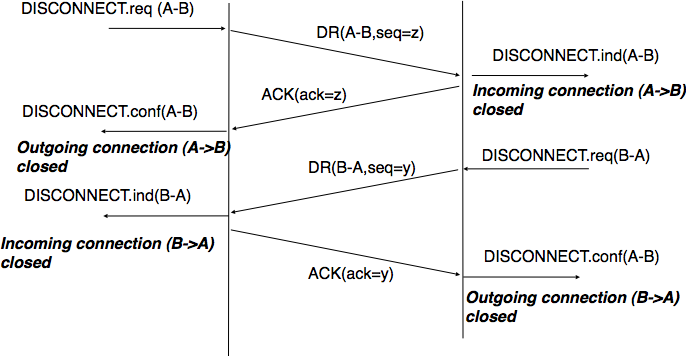 DISCONNECT.req (A-B)
DR(A-B,seq=z)
DISCONNECT.ind(A-B)
Incoming connection (A->B)
closed
ACK(ack=z)
DISCONNECT.conf(A-B)
Outgoing connection (A->B)
closed
DISCONNECT.req(B-A)
DR(B-A,seq=y)
DISCONNECT.ind(B-A)
Incoming connection (B->A)
closed
ACK(ack=y)
DISCONNECT.conf(A-B)
Outgoing connection (B->A)
closed